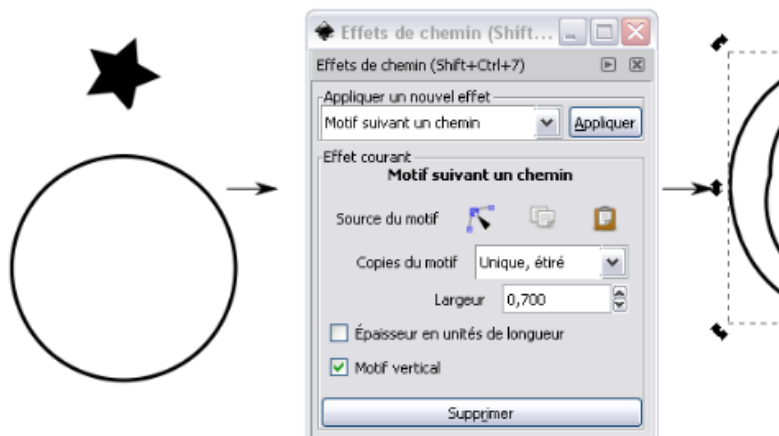 Effets de chemin (Shift...
Effets de chemin (Shift+Ctrl+7)
Appliquer un nouvel effet
Motif suivant un chemin
Appliquer
Effet courant
Motif suivant un chemin
Source du motif
Copies du motif Unique, étiré
Largeur 0,700
Épaisseur en unités de longueur
Motif vertical
Supprimer